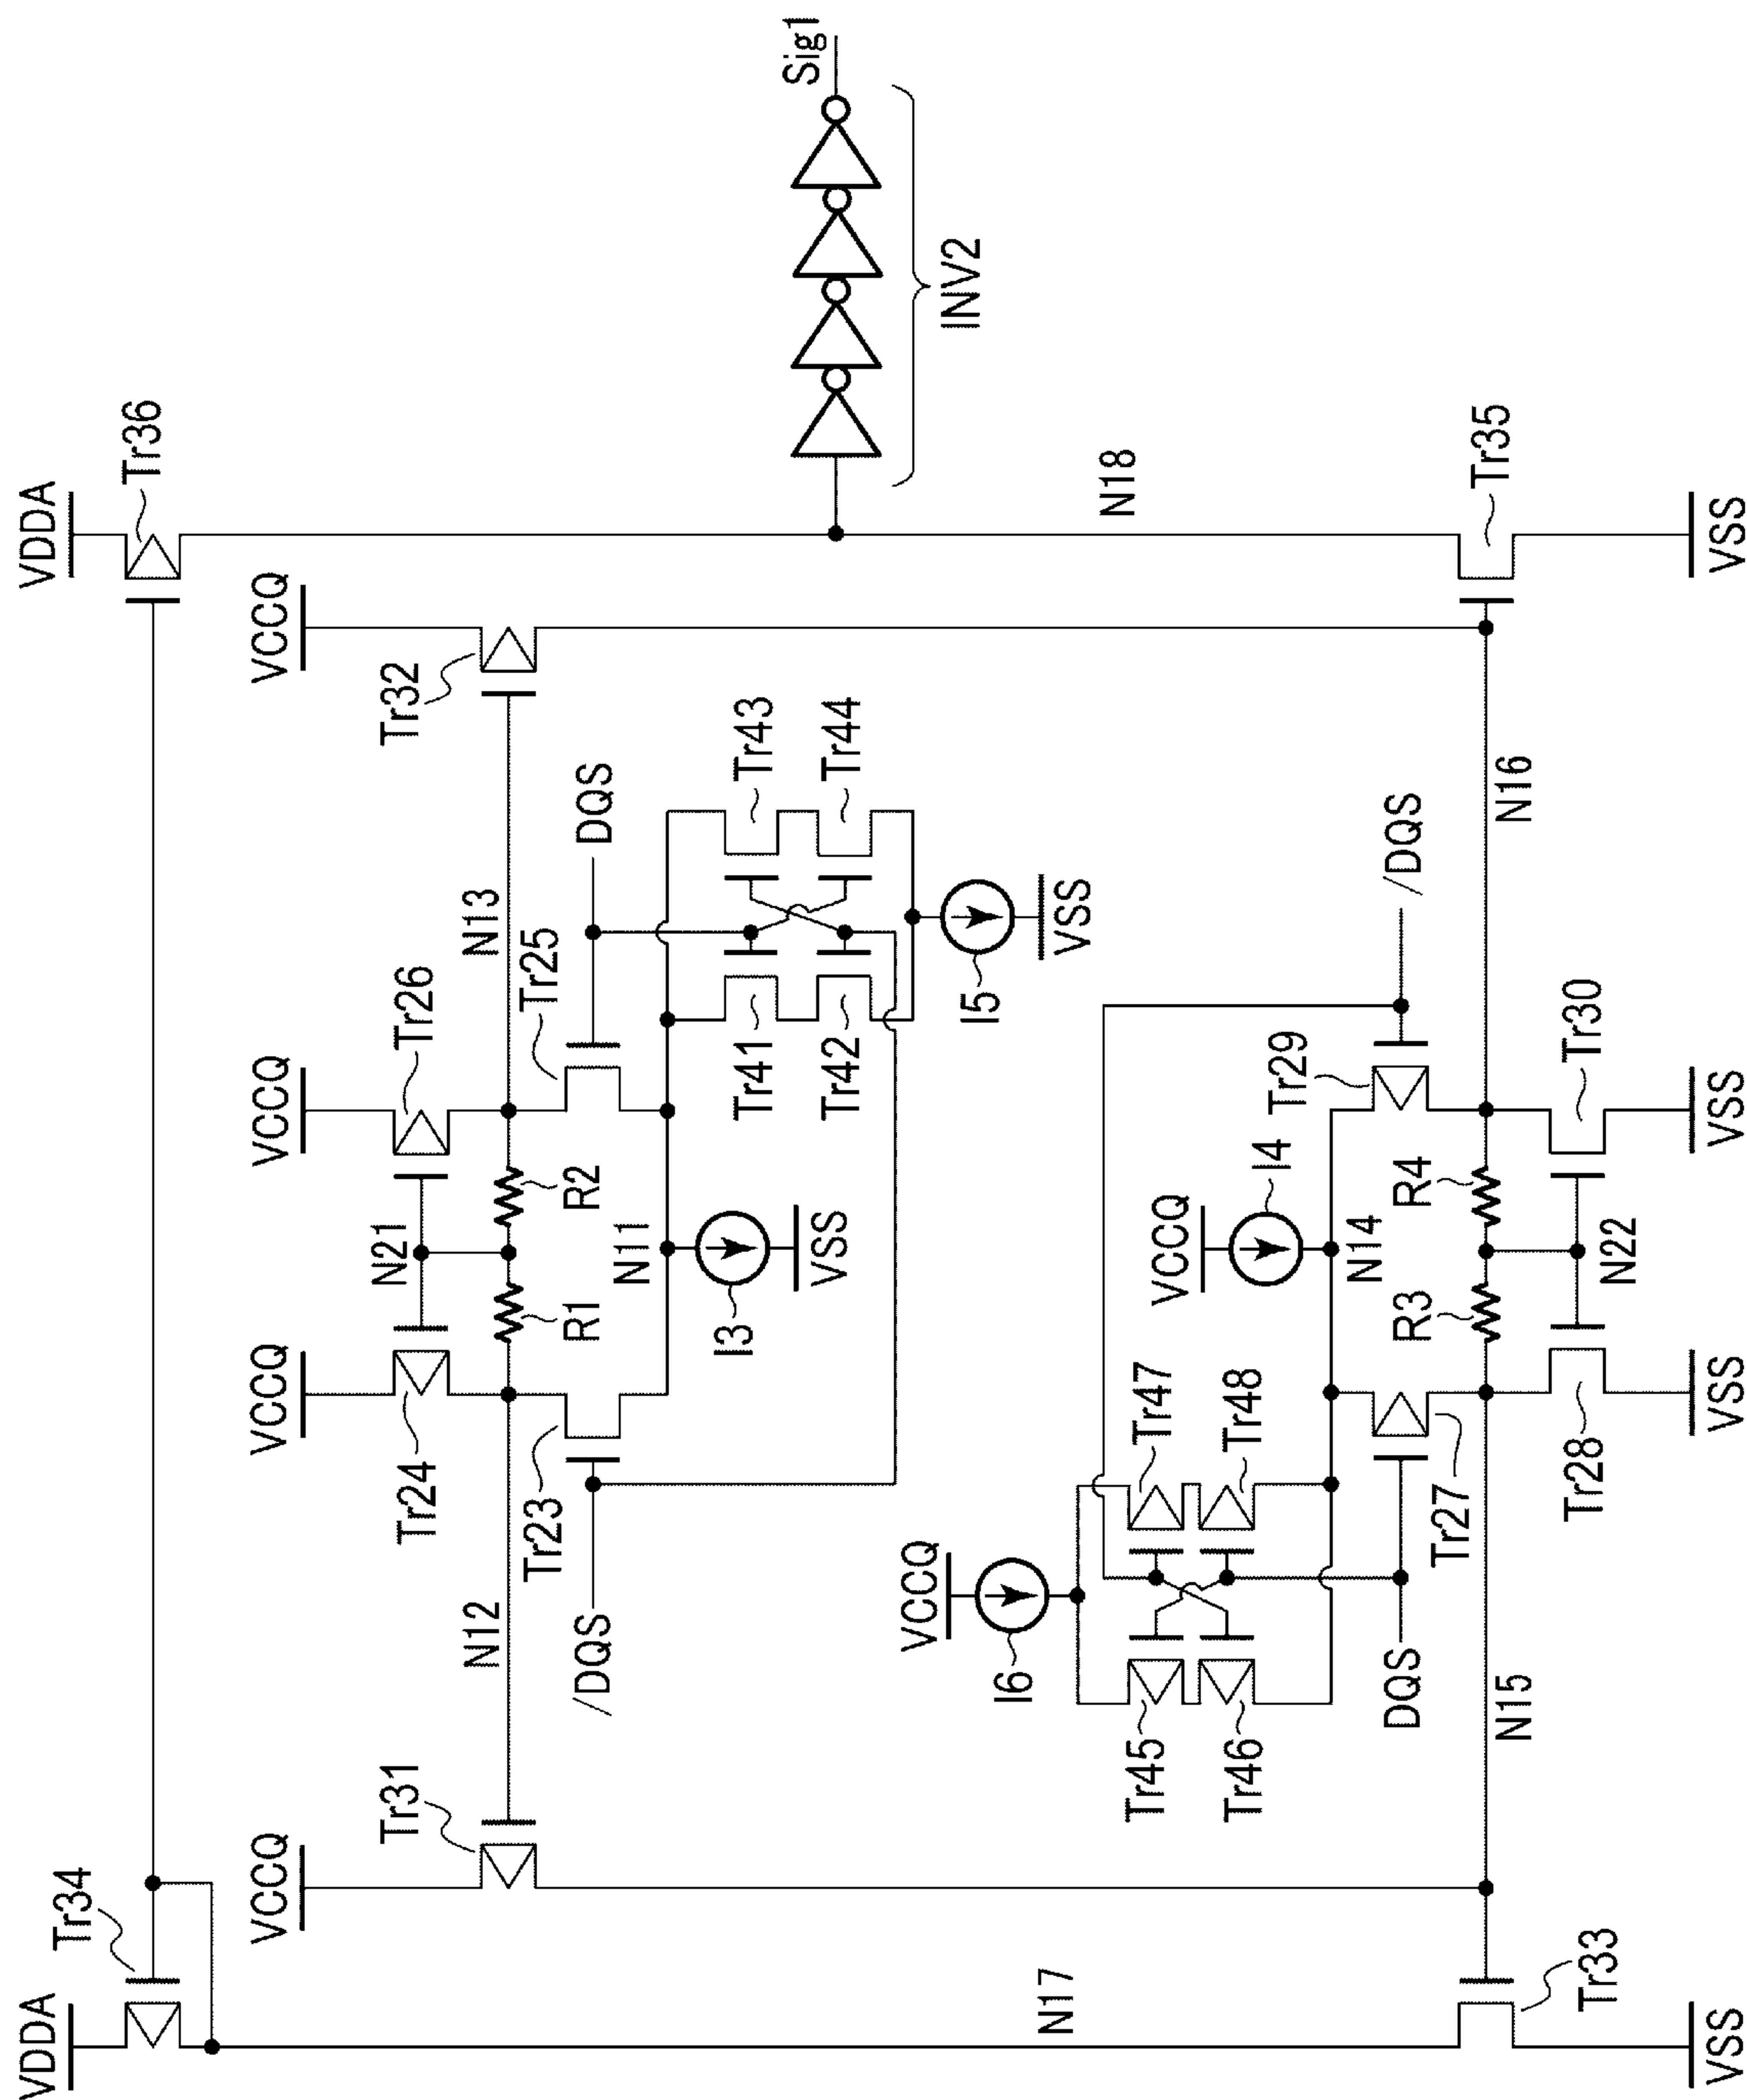 VDDA
Tr34
VDDA
Tr36
VCCQ
Tr31
VCCQ
Tr24
N21
VCCQ
Tr26
VCCQ
Tr32
N12
R1
R2
N13
/DQS
Tr23
N11
Tr25
DQS
I3
VSS
Tr41
Tr42
Tr43
Tr44
I5
VSS
Sig1
INV2
N17
VCCQ
I6
Tr45
Tr46
Tr47
Tr48
VCCQ
I4
N14
Tr29
/DQS
DQS
Tr27
R3
R4
N15
N16
N18
Tr33
VSS
Tr28
VSS
N22
Tr30
VSS
Tr35
VSS